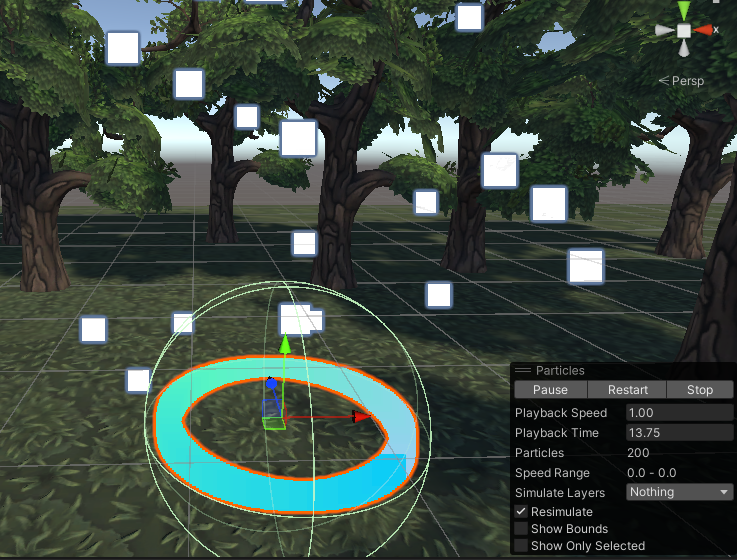 x
< Persp
Particles
Pause Restart Stop
Playback Speed 1.00
Playback Time 13.75
Particles 200
Speed Range 0.0 - 0.0
Simulate Layers Nothing
Resimulate
Show Bounds
Show Only Selected